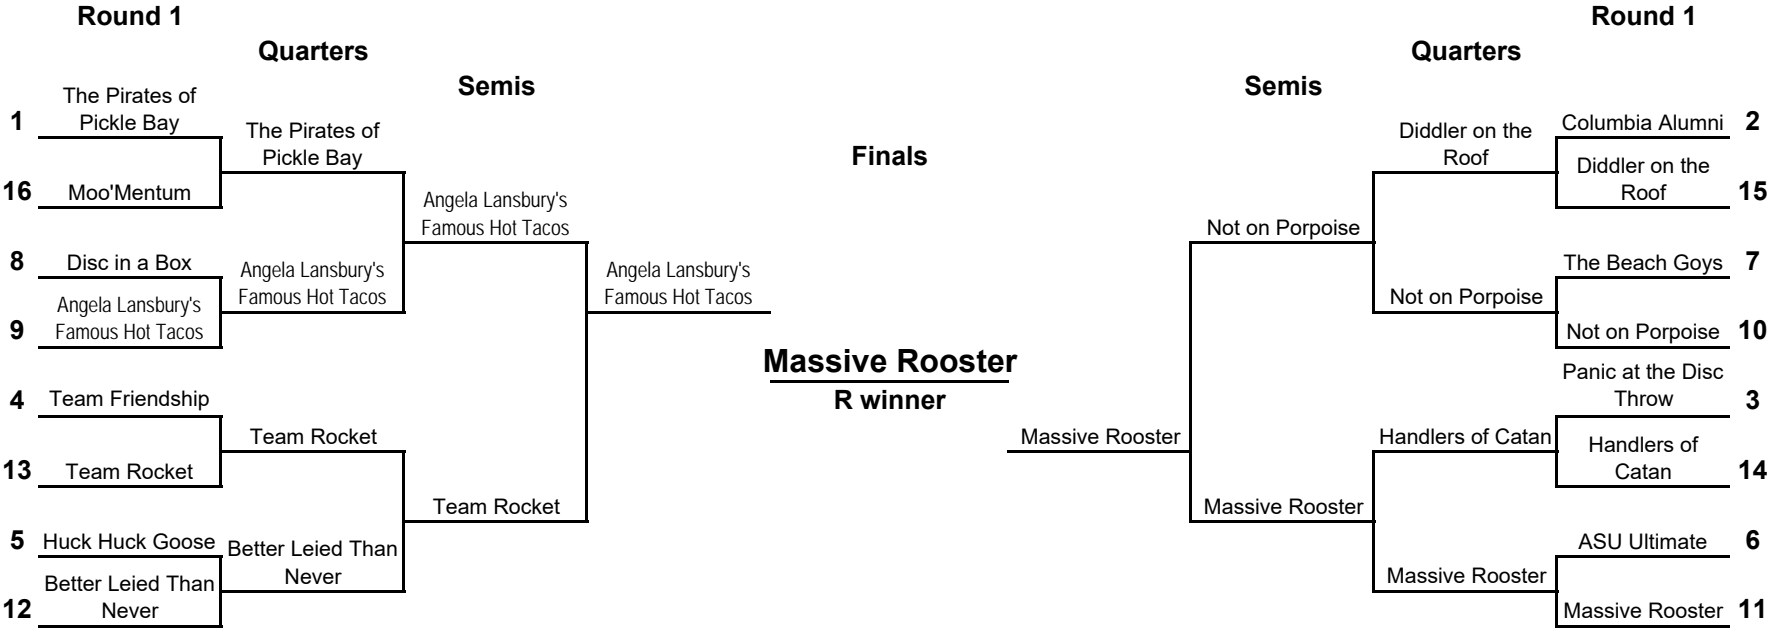 Round 1
Round 1
Quarters
Quarters
Semis
Semis
Finals
1
The Pirates of
Pickle Bay
16
Moo'Mentum
8
Disc in a Box
9
Angela Lansbury's
Famous Hot Tacos
4
Team Friendship
13
Team Rocket
5
Huck Huck Goose
12
Better Leied Than
Never
The Pirates of
Pickle Bay
Angela Lansbury's
Famous Hot Tacos
Team Rocket
Better Leied Than
Never
Angela Lansbury's
Famous Hot Tacos
Team Rocket
Angela Lansbury's
Famous Hot Tacos
Massive Rooster
R winner
Massive Rooster
Not on Porpoise
Massive Rooster
Diddler on the
Roof
Not on Porpoise
Handlers of Catan
Massive Rooster
Columbia Alumni
2
Diddler on the
Roof
15
The Beach Goys
7
Not on Porpoise
10
Panic at the Disc
Throw
3
Handlers of
Catan
14
ASU Ultimate
6
Massive Rooster
11